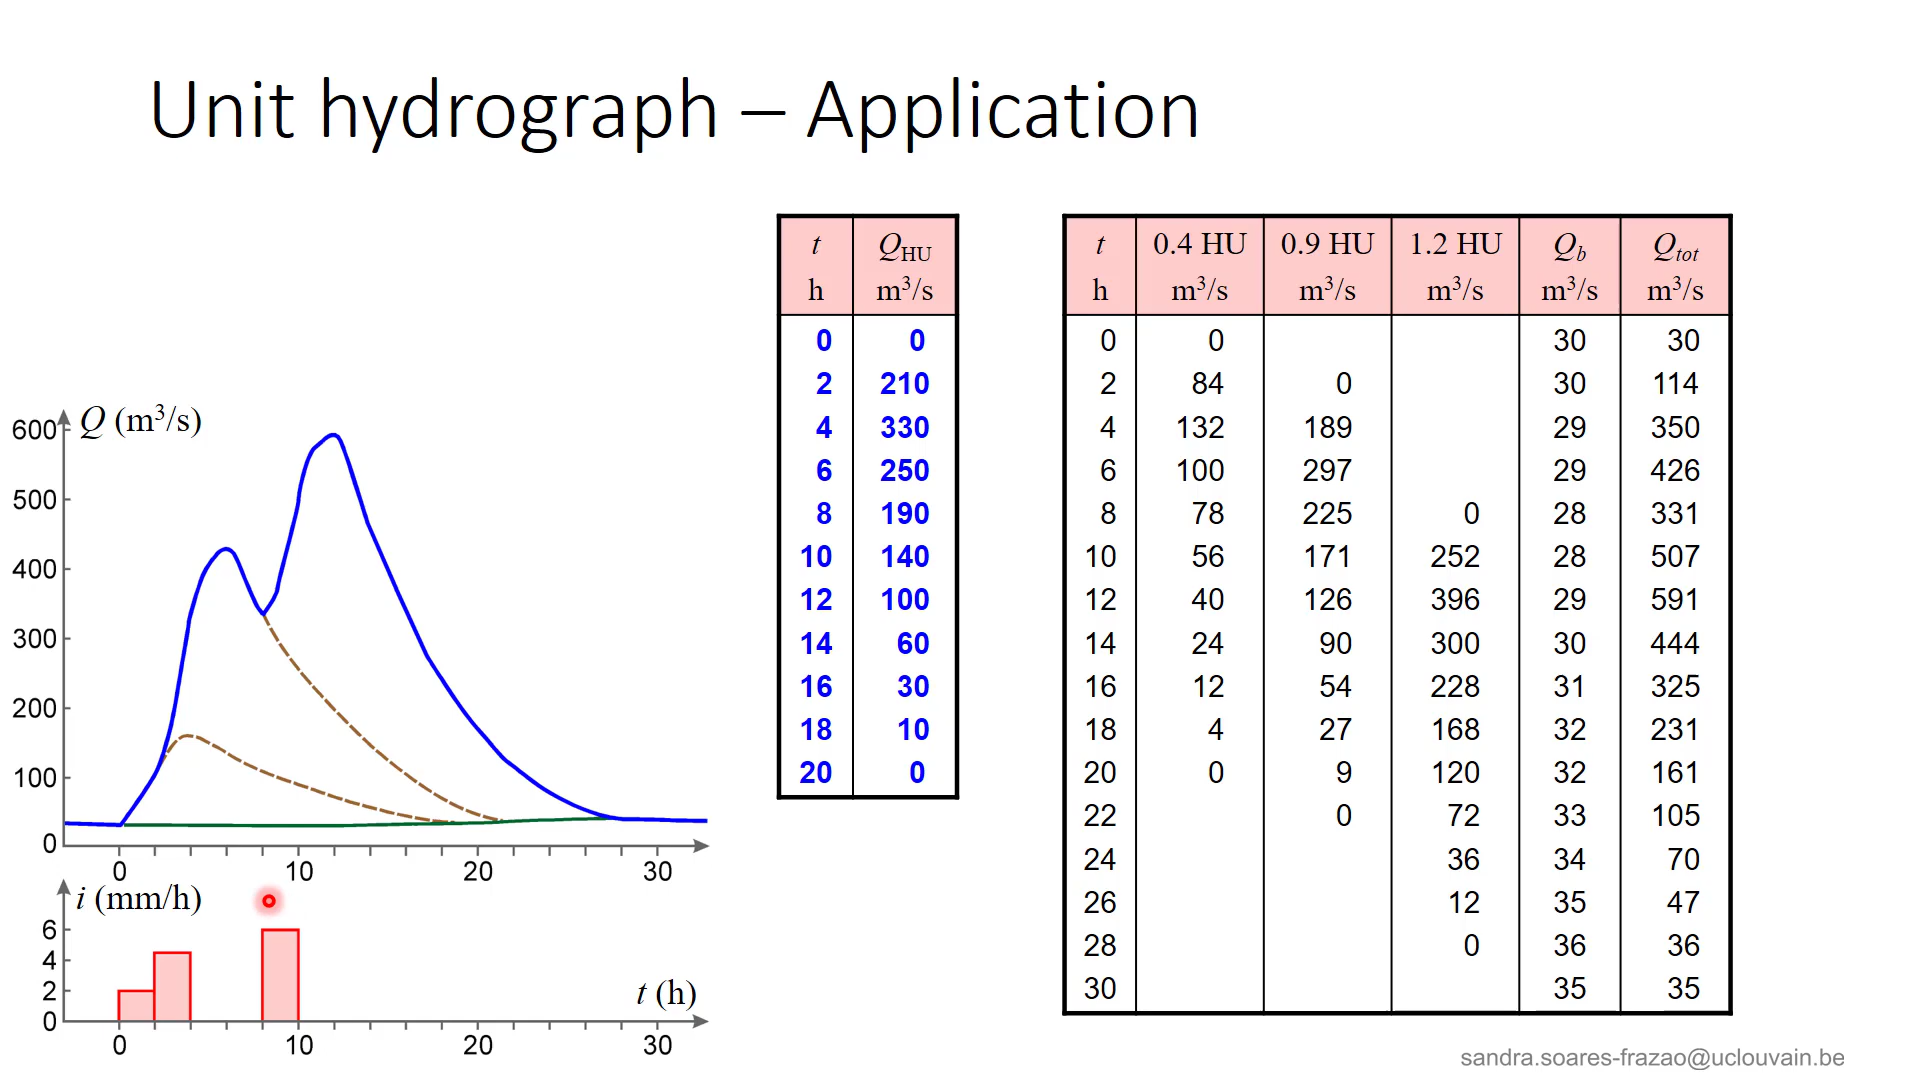 Unit hydrograph – Application
Q (m³/s)
600
500
400
300
200
100
0
0 10 20 30
i (mm/h)
6
4
2
0
t (h)
0 10 20 30
t Q_HU
h m³/s
0 0
2 210
4 330
6 250
8 190
10 140
12 100
14 60
16 30
18 10
20 0
t 0.4 HU 0.9 HU 1.2 HU Q_b Q_tot
h m³/s m³/s m³/s m³/s m³/s
0 0 30 30
2 84 0 30 114
4 132 189 29 350
6 100 297 29 426
8 78 225 0 28 331
10 56 171 252 28 507
12 40 126 396 29 591
14 24 90 300 30 444
16 12 54 228 31 325
18 4 27 168 32 231
20 0 9 120 32 161
22 0 72 33 105
24 36 34 70
26 12 35 47
28 0 36 36
30 35 35
sandra.soares-frazao@uclouvain.be